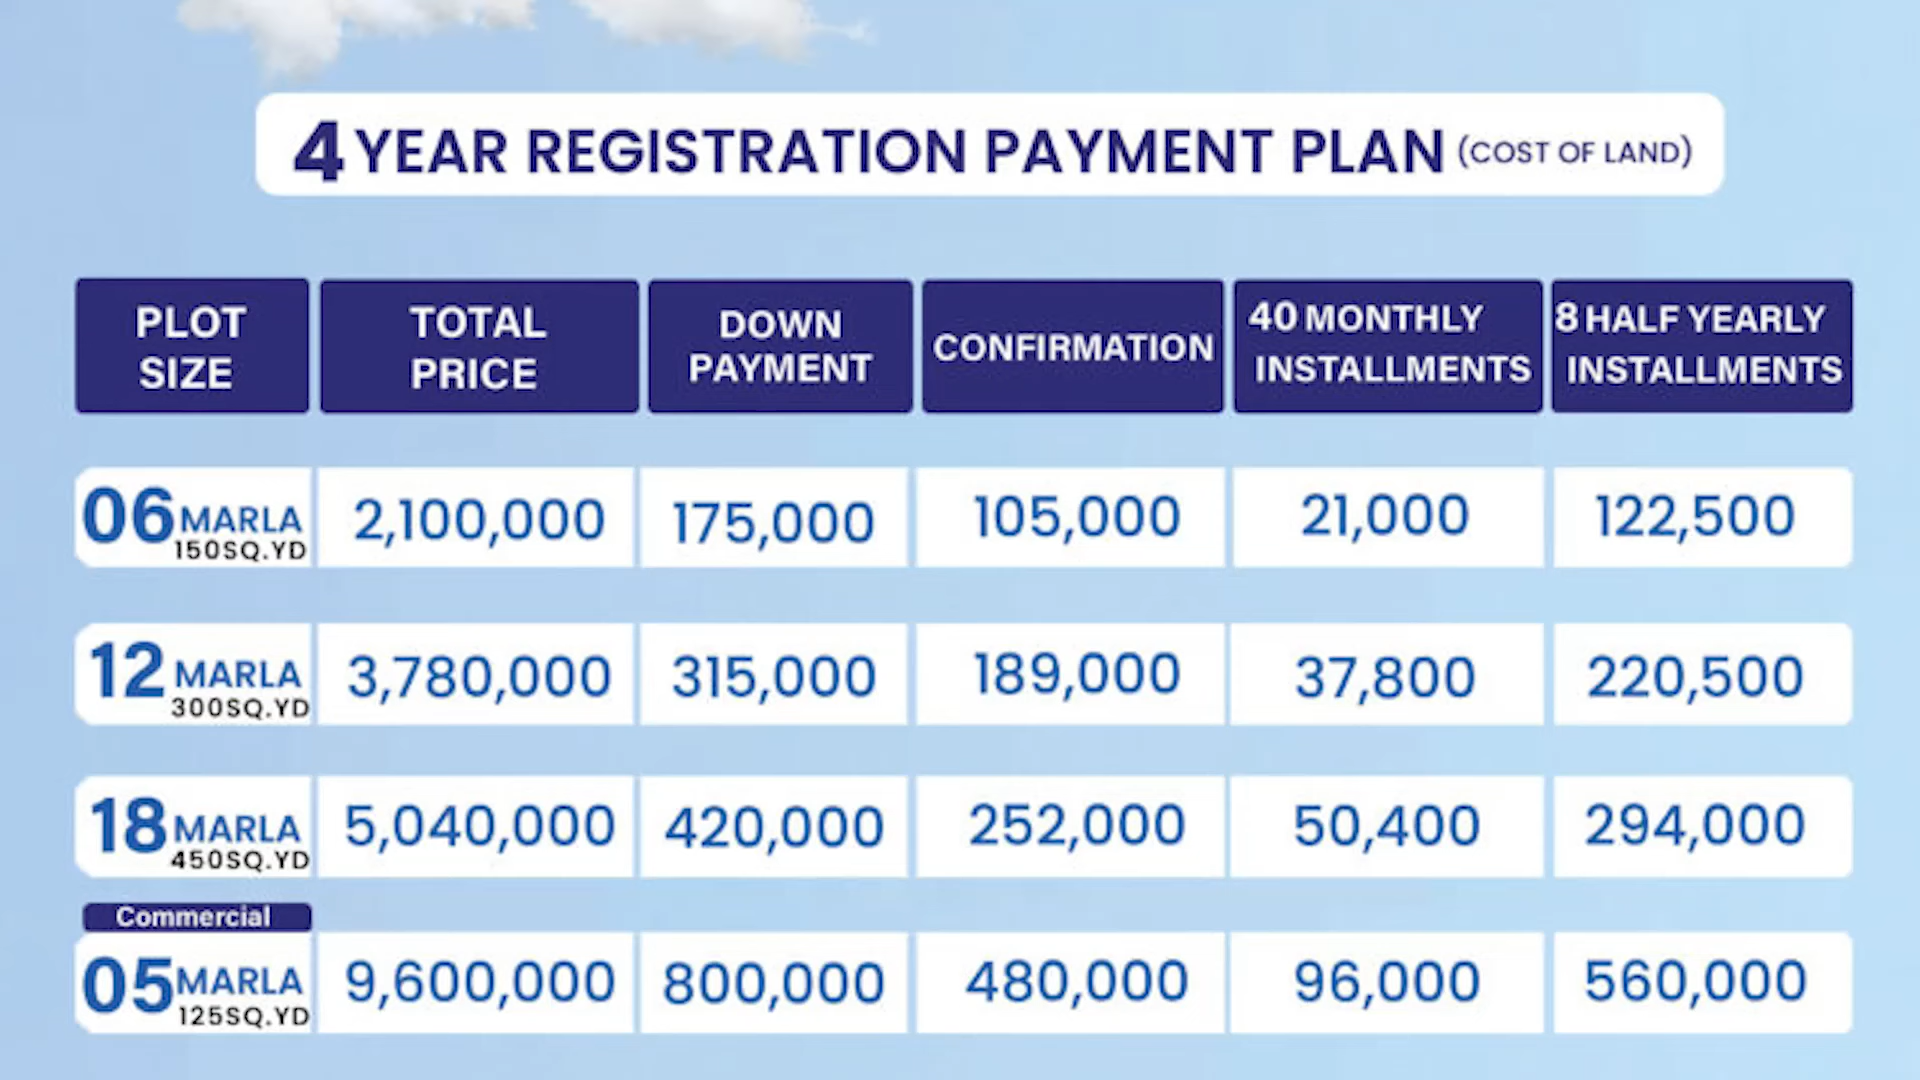 4 YEAR REGISTRATION PAYMENT PLAN (COST OF LAND)
PLOT SIZE
TOTAL PRICE
DOWN PAYMENT
CONFIRMATION
40 MONTHLY INSTALLMENTS
8 HALF YEARLY INSTALLMENTS
06 MARLA 150SQ.YD
2,100,000
175,000
105,000
21,000
122,500
12 MARLA 300SQ.YD
3,780,000
315,000
189,000
37,800
220,500
18 MARLA 450SQ.YD
5,040,000
420,000
252,000
50,400
294,000
Commercial
05 MARLA 125SQ.YD
9,600,000
800,000
480,000
96,000
560,000